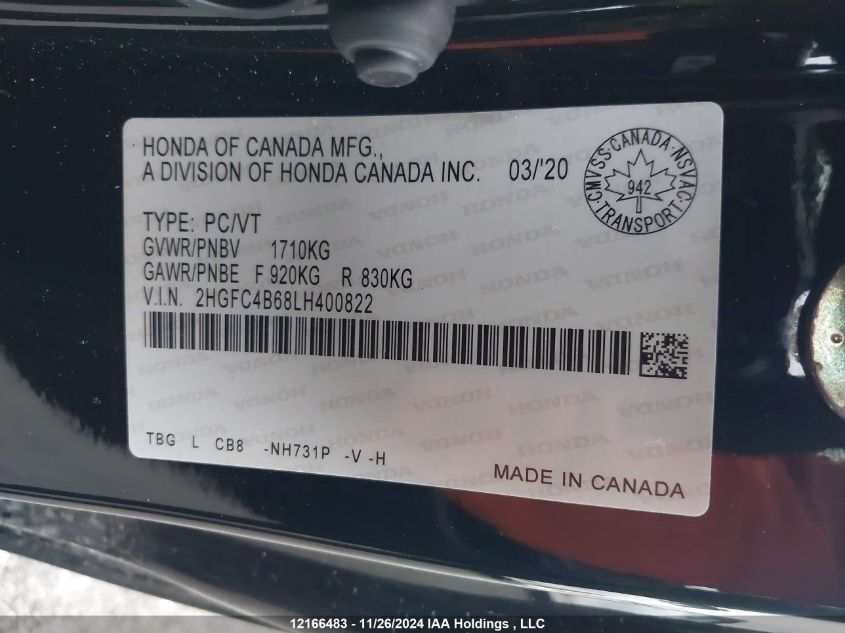 HONDA OF CANADA MFG.,
A DIVISION OF HONDA CANADA INC. 03/'20
CMVSS·CANADA·NSVAC
942
TRANSPORT
TYPE: PC/VT
GVWR/PNBV 1710KG
GAWR/PNBE F 920KG R 830KG
V.I.N. 2HGFC4B68LH400822
TBG L CB8 -NH731P -V -H
MADE IN CANADA
12166483 - 11/26/2024 IAA Holdings , LLC